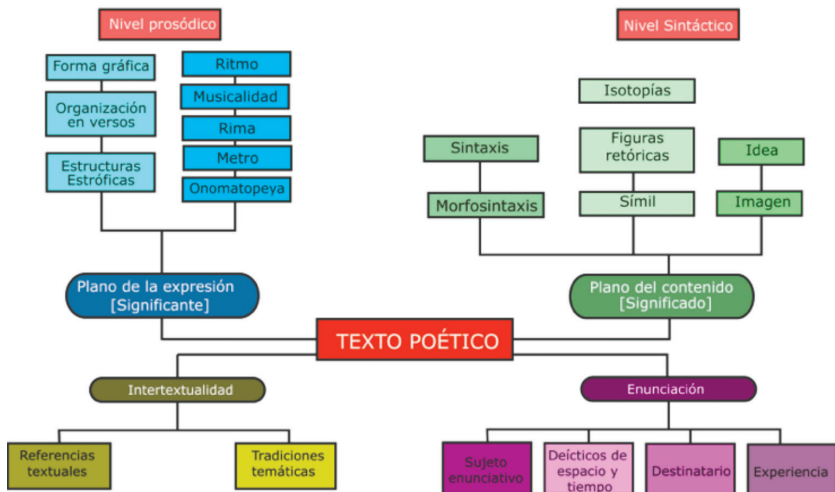 Nivel prosódico
Forma gráfica
Organización
en versos
Estructuras
Estróficas
Ritmo
Musicalidad
Rima
Metro
Onomatopeya
Plano de la expresión
[Significante]
Nivel Sintáctico
Isotopías
Sintaxis
Morfosintaxis
Figuras
retóricas
Símil
Idea
Imagen
Plano del contenido
[Significado]
TEXTO POÉTICO
Intertextualidad
Referencias
textuales
Tradiciones
temáticas
Enunciación
Sujeto
enunciativo
Deícticos de
espacio y
tiempo
Destinatario
Experiencia